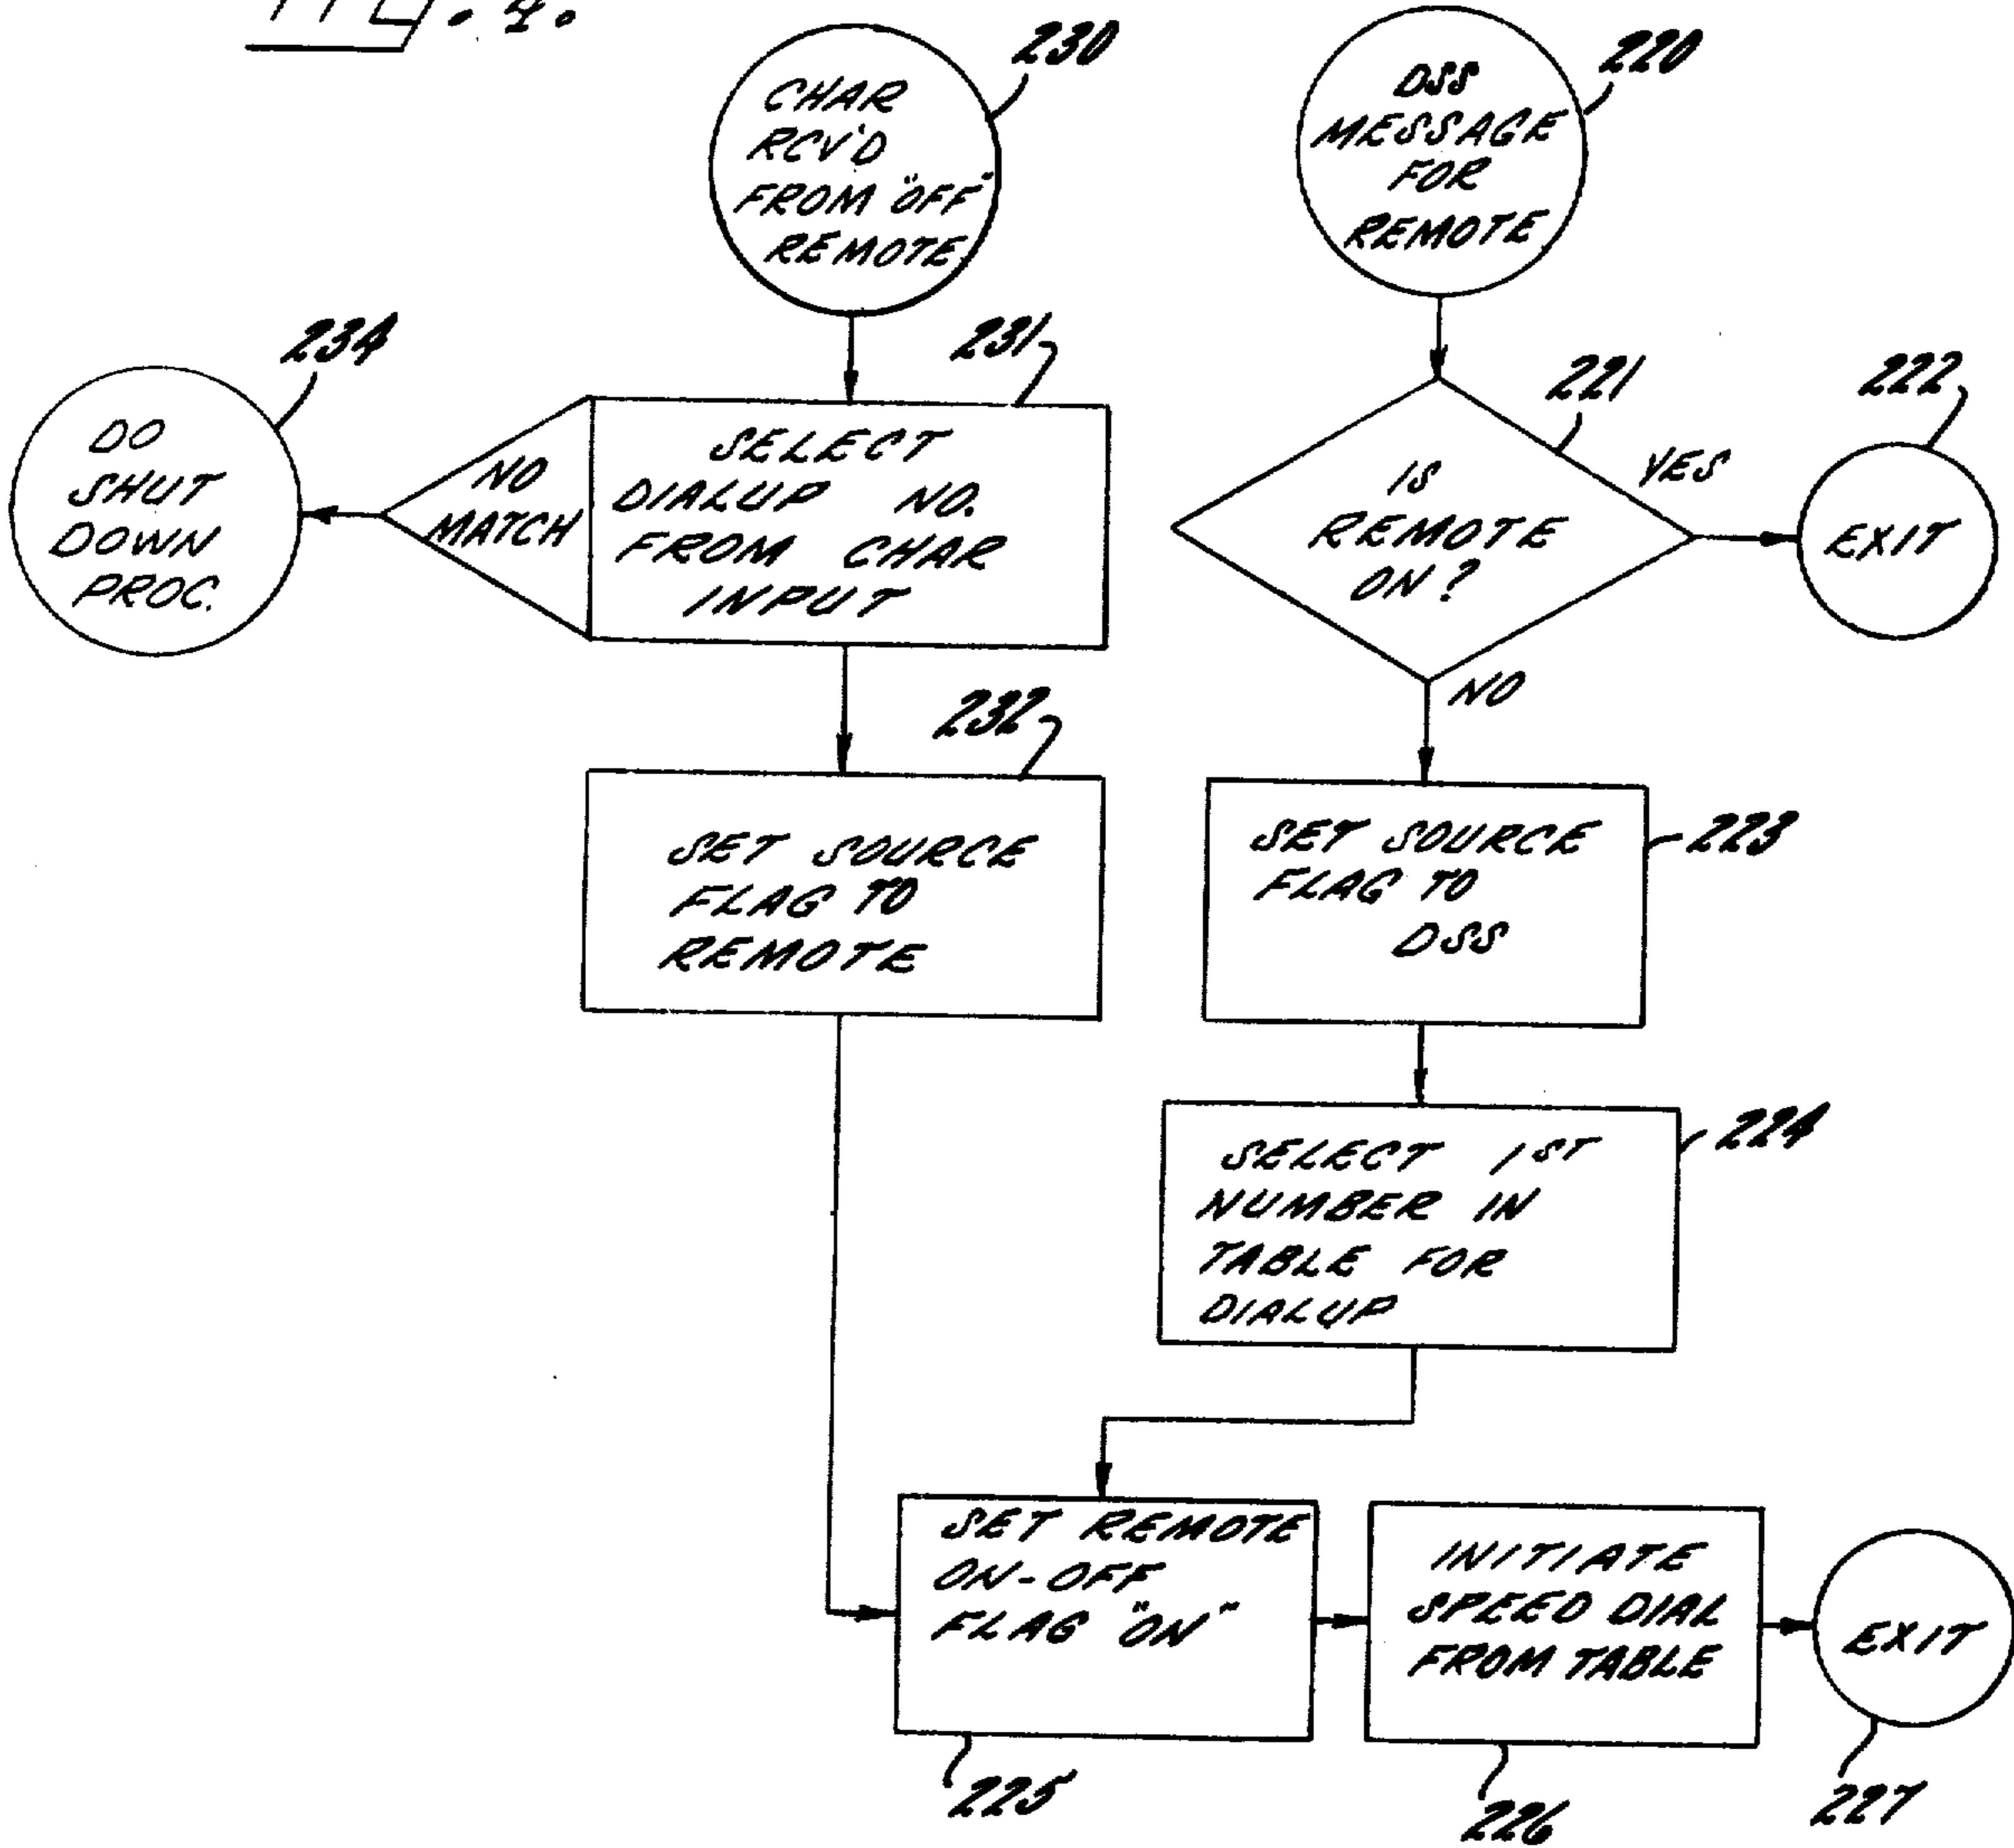 FIG. 4.
230
CHAR
RCV'D
FROM "OFF"
REMOTE
220
DSS
MESSAGE
FOR
REMOTE
234
DO
SHUT
DOWN
PROC.
NO
MATCH
231
SELECT
DIALUP NO.
FROM CHAR
INPUT
221
IS
REMOTE
ON?
YES
222
EXIT
NO
232
SET SOURCE
FLAG TO
REMOTE
223
SET SOURCE
FLAG TO
DSS
224
SELECT 1ST
NUMBER IN
TABLE FOR
DIALUP
SET REMOTE
ON-OFF
FLAG "ON"
225
INITIATE
SPEED DIAL
FROM TABLE
226
EXIT
227